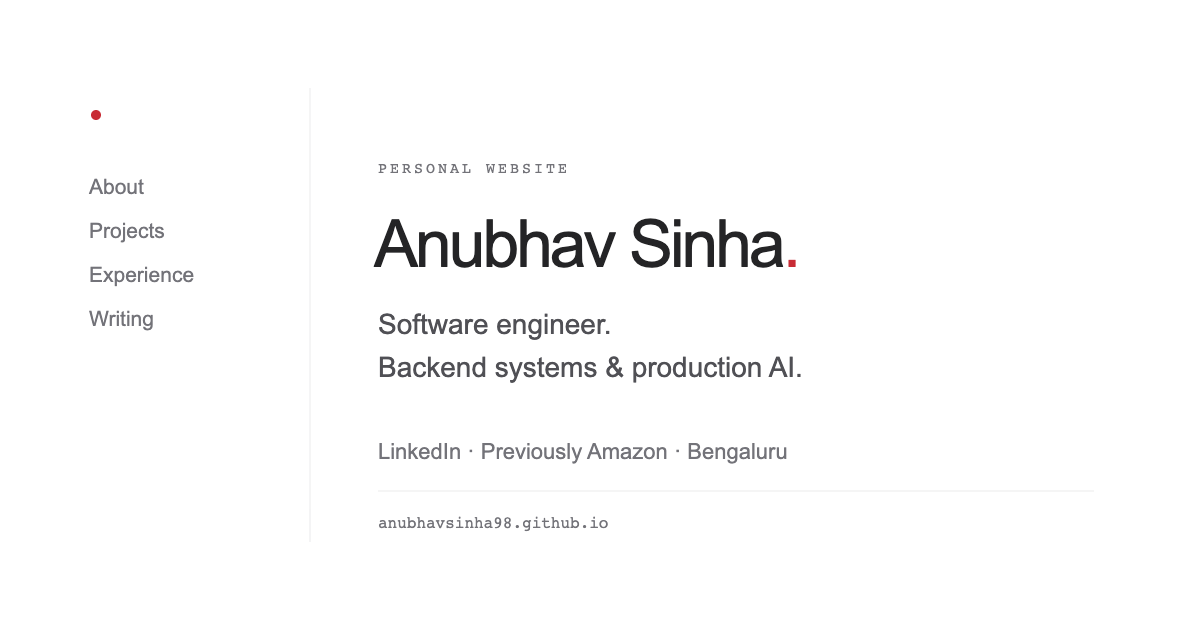 About
Projects
Experience
Writing
PERSONAL WEBSITE
Anubhav Sinha.
Software engineer.
Backend systems & production AI.
LinkedIn · Previously Amazon · Bengaluru
anubhavsinha98.github.io